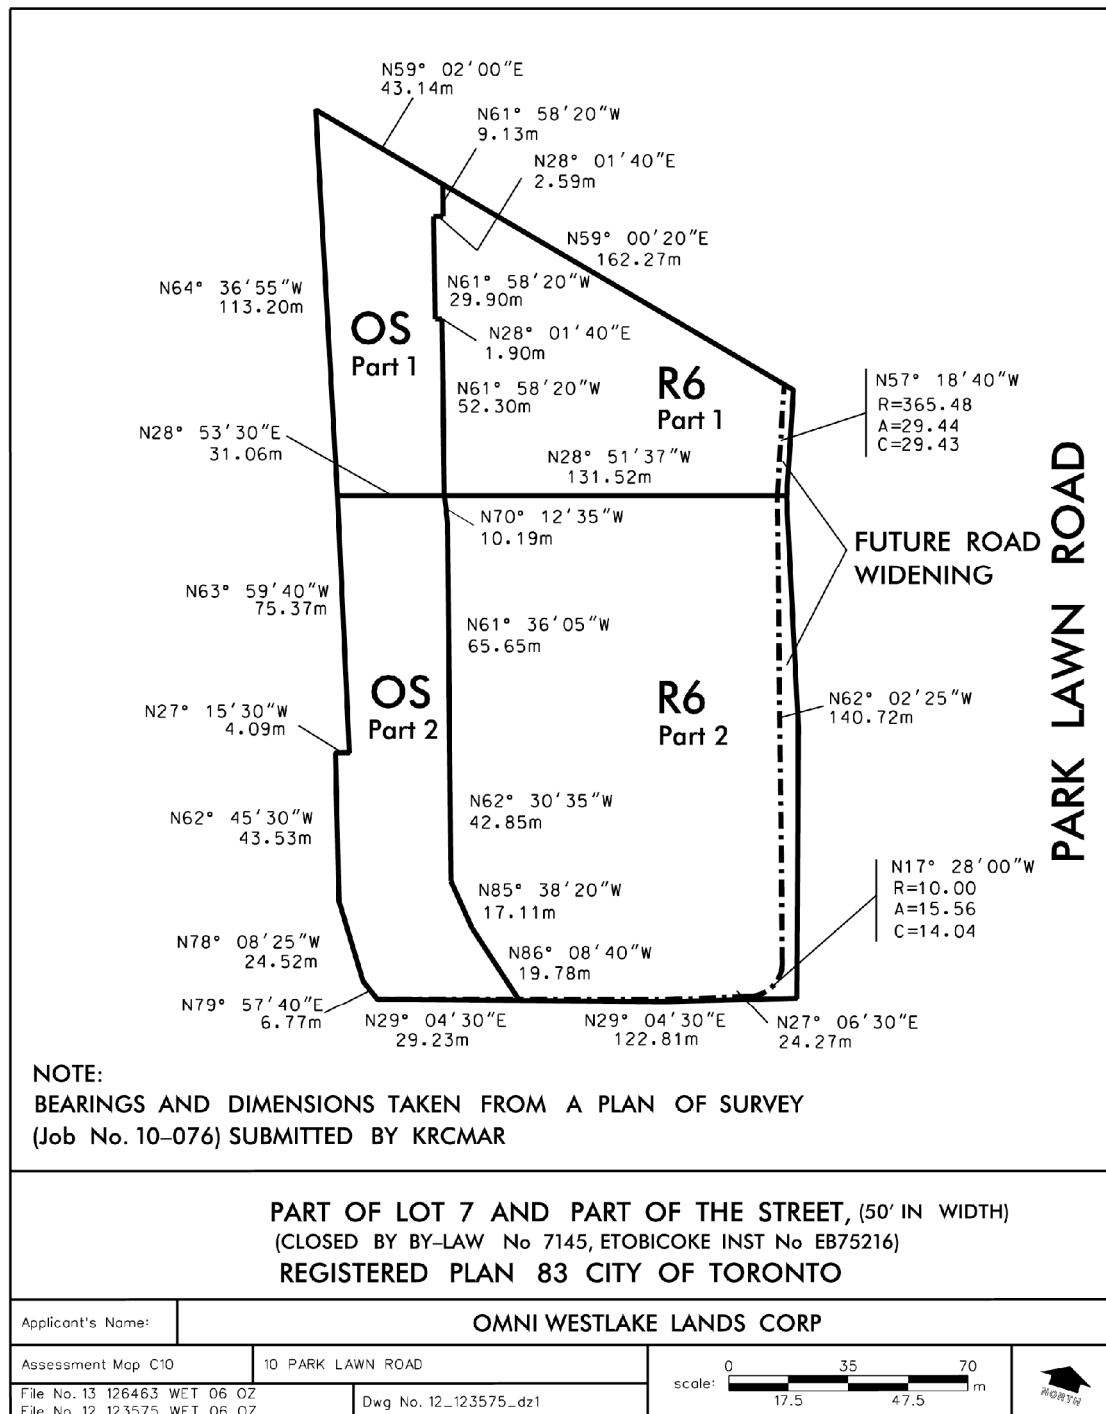 N59° 02'00"E
43.14m
N61° 58'20"W
9.13m
N28° 01'40"E
2.59m
N59° 00'20"E
162.27m
N64° 36'55"W
113.20m
N61° 58'20"W
29.90m
OS
Part 1
N28° 01'40"E
1.90m
N61° 58'20"W
52.30m
R6
Part 1
N57° 18'40"W
R=365.48
A=29.44
C=29.43
N28° 53'30"E
31.06m
N28° 51'37"W
131.52m
N70° 12'35"W
10.19m
FUTURE ROAD
WIDENING
PARK LAWN ROAD
N63° 59'40"W
75.37m
N61° 36'05"W
65.65m
OS
Part 2
R6
Part 2
N27° 15'30"W
4.09m
N62° 02'25"W
140.72m
N62° 45'30"W
43.53m
N62° 30'35"W
42.85m
N17° 28'00"W
R=10.00
A=15.56
C=14.04
N85° 38'20"W
17.11m
N78° 08'25"W
24.52m
N86° 08'40"W
19.78m
N79° 57'40"E
6.77m
N29° 04'30"E
29.23m
N29° 04'30"E
122.81m
N27° 06'30"E
24.27m
NOTE:
BEARINGS AND DIMENSIONS TAKEN FROM A PLAN OF SURVEY
(Job No. 10-076) SUBMITTED BY KRCMAR
PART OF LOT 7 AND PART OF THE STREET, (50' IN WIDTH)
(CLOSED BY BY-LAW No 7145, ETOBICOKE INST No EB75216)
REGISTERED PLAN 83 CITY OF TORONTO
Applicant's Name:
OMNI WESTLAKE LANDS CORP
Assessment Map C10
10 PARK LAWN ROAD
File No. 13 126463 WET 06 OZ
File No. 12 123575 WET 06 OZ
Dwg No. 12_123575_dz1
scale:
0 35 70
m
17.5 47.5
NORTH